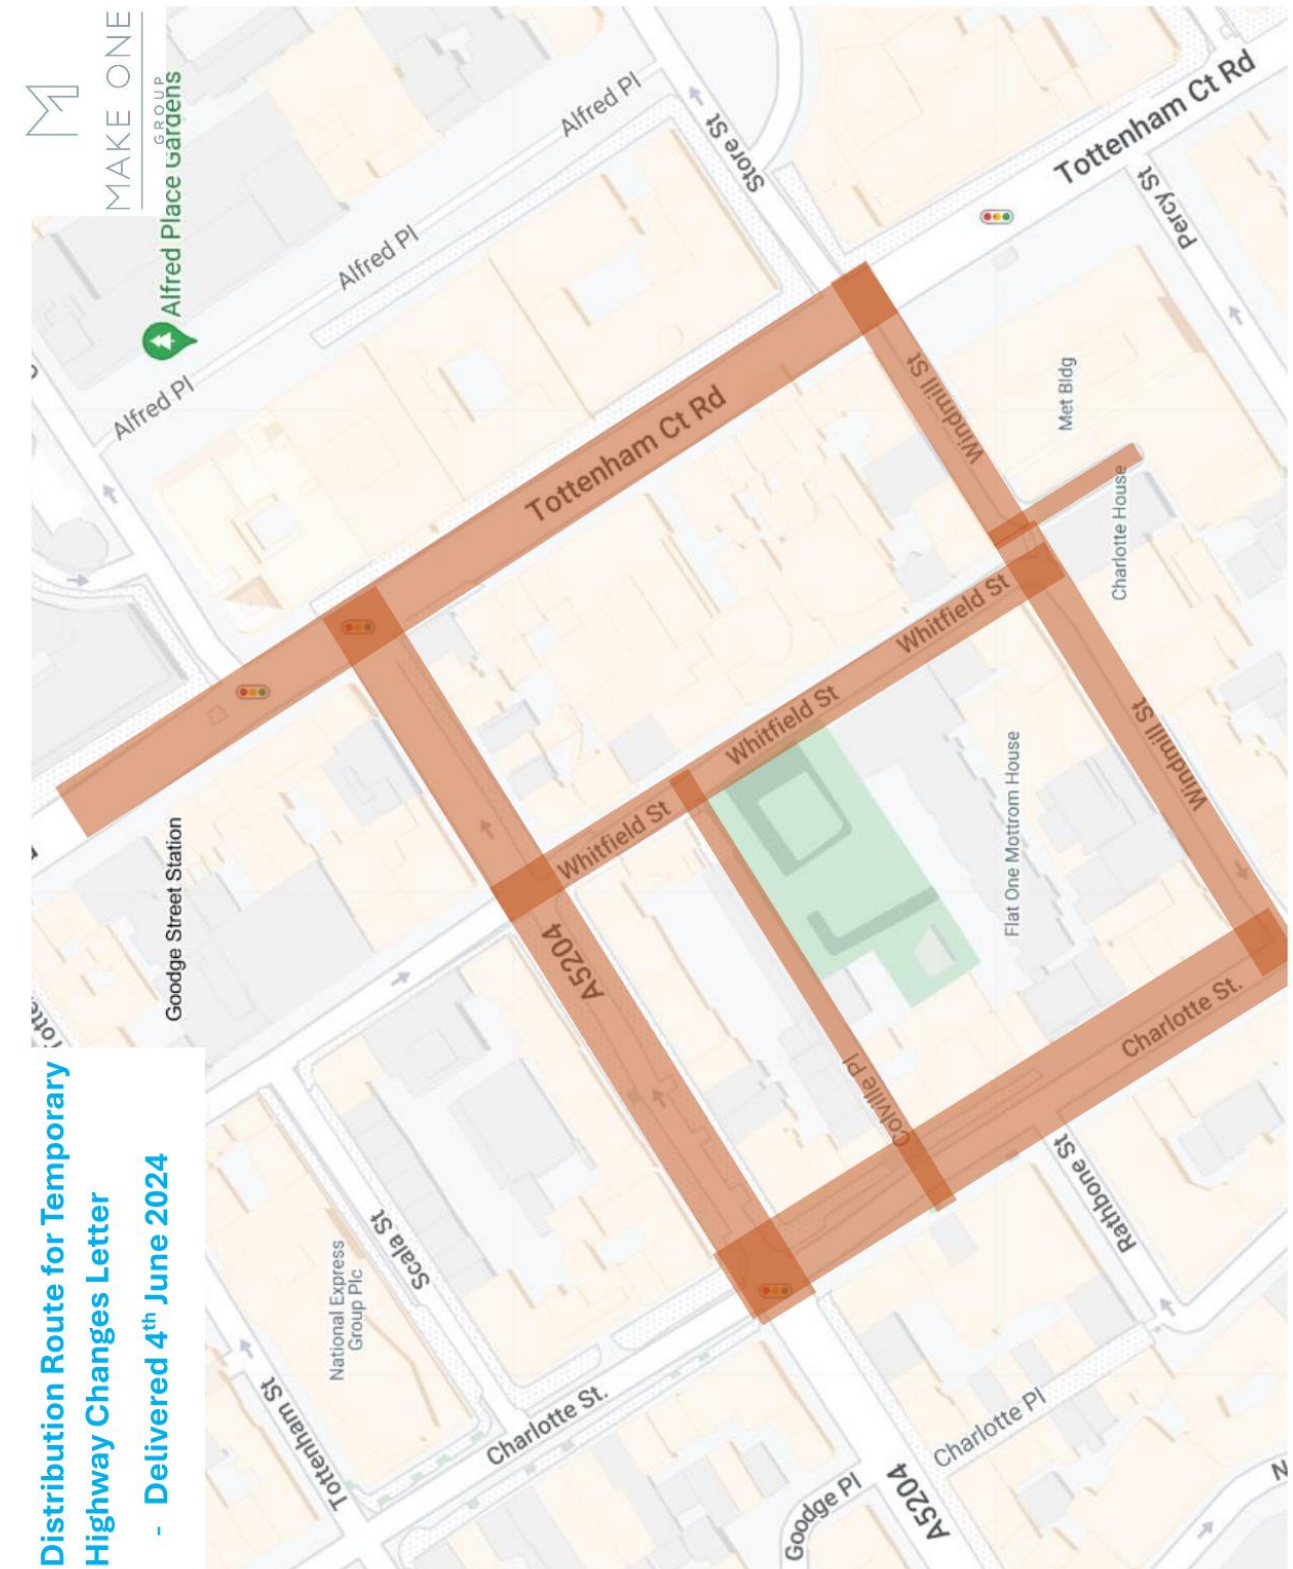 Distribution Route for Temporary
Highway Changes Letter
- Delivered 4th June 2024
MAKE ONE
GROUP
Alfred Place Gardens
Alfred Pl
Alfred Pl
Alfred Pl
Store St
Tottenham Ct Rd
Percy St
Tottenham Ct Rd
Windmill St
Met Bldg
Charlotte House
Whitfield St
Whitfield St
Whitfield St
Windmill St
Flat One Mottrom House
Goodge Street Station
A5204
Colville Pl
Charlotte St.
Rathbone St
Scala St
National Express
Group Plc
Tottenham St
Charlotte St.
Charlotte Pl
Goodge Pl
A5204